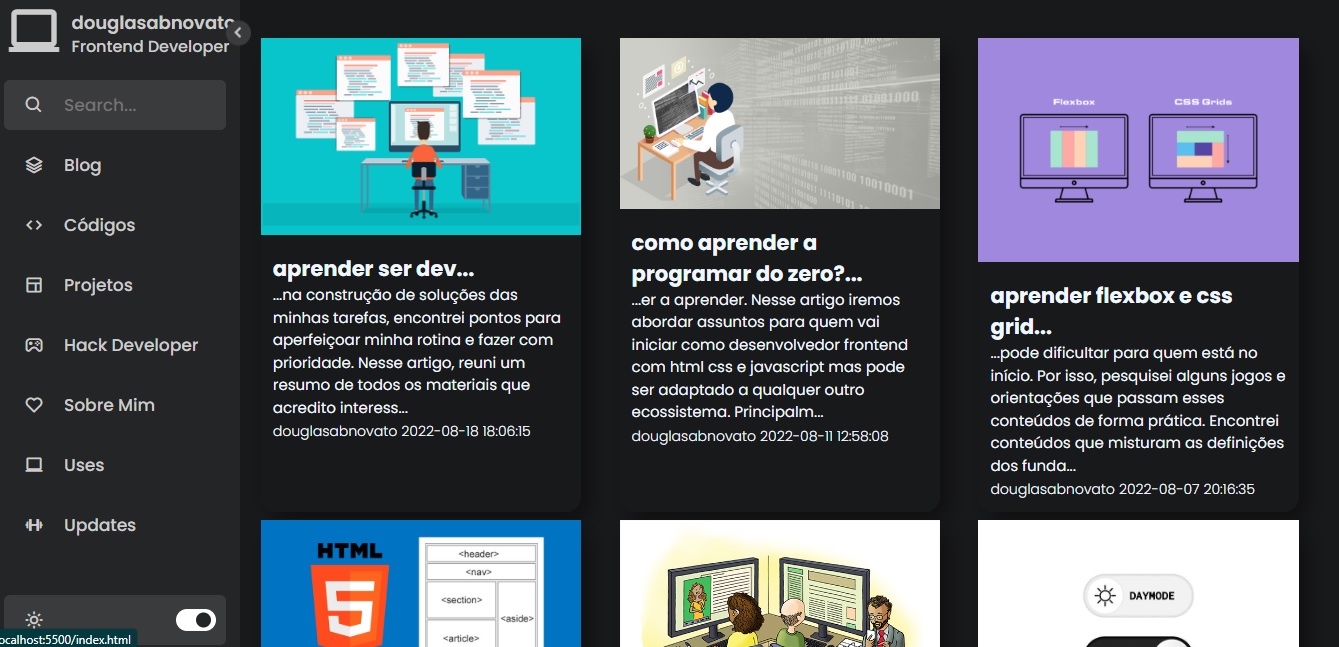 douglasabnovato
Frontend Developer
Search...
Blog
Códigos
Projetos
Hack Developer
Sobre Mim
Uses
Updates
ocalhost:5500/index.html
aprender ser dev...
...na construção de soluções das
minhas tarefas, encontrei pontos para
aperfeiçoar minha rotina e fazer com
prioridade. Nesse artigo, reuni um
resumo de todos os materiais que
acredito interess...
douglasabnovato 2022-08-18 18:06:15
como aprender a
programar do zero?...
...er a aprender. Nesse artigo iremos
abordar assuntos para quem vai
iniciar como desenvolvedor frontend
com html css e javascript mas pode
ser adaptado a qualquer outro
ecossistema. Principalm...
douglasabnovato 2022-08-11 12:58:08
Flexbox
CSS Grids
aprender flexbox e css
grid...
...pode dificultar para quem está no
início. Por isso, pesquisei alguns jogos e
orientações que passam esses
conteúdos de forma prática. Encontrei
conteúdos que misturam as definições
dos funda...
douglasabnovato 2022-08-07 20:16:35
HTML
5
<header>
<nav>
<section>
<aside>
<article>
DAYMODE